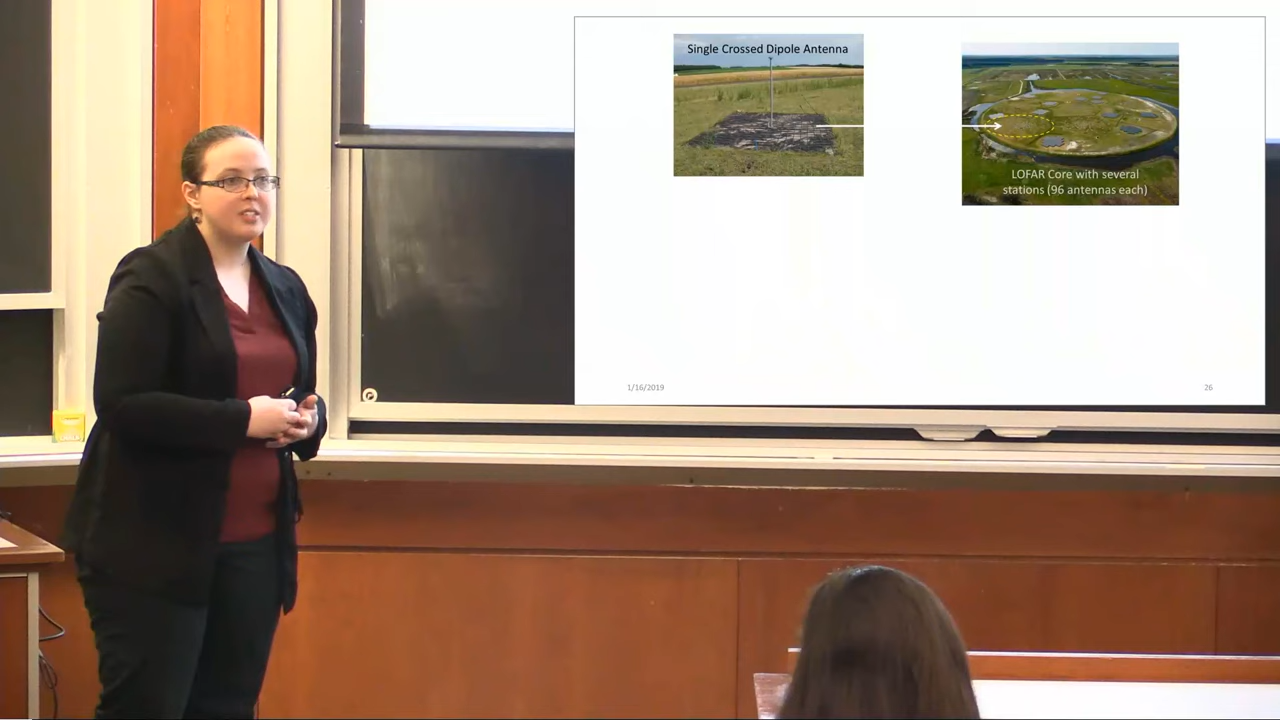 Single Crossed Dipole Antenna
LOFAR Core with several
stations (96 antennas each)
1/16/2019
26